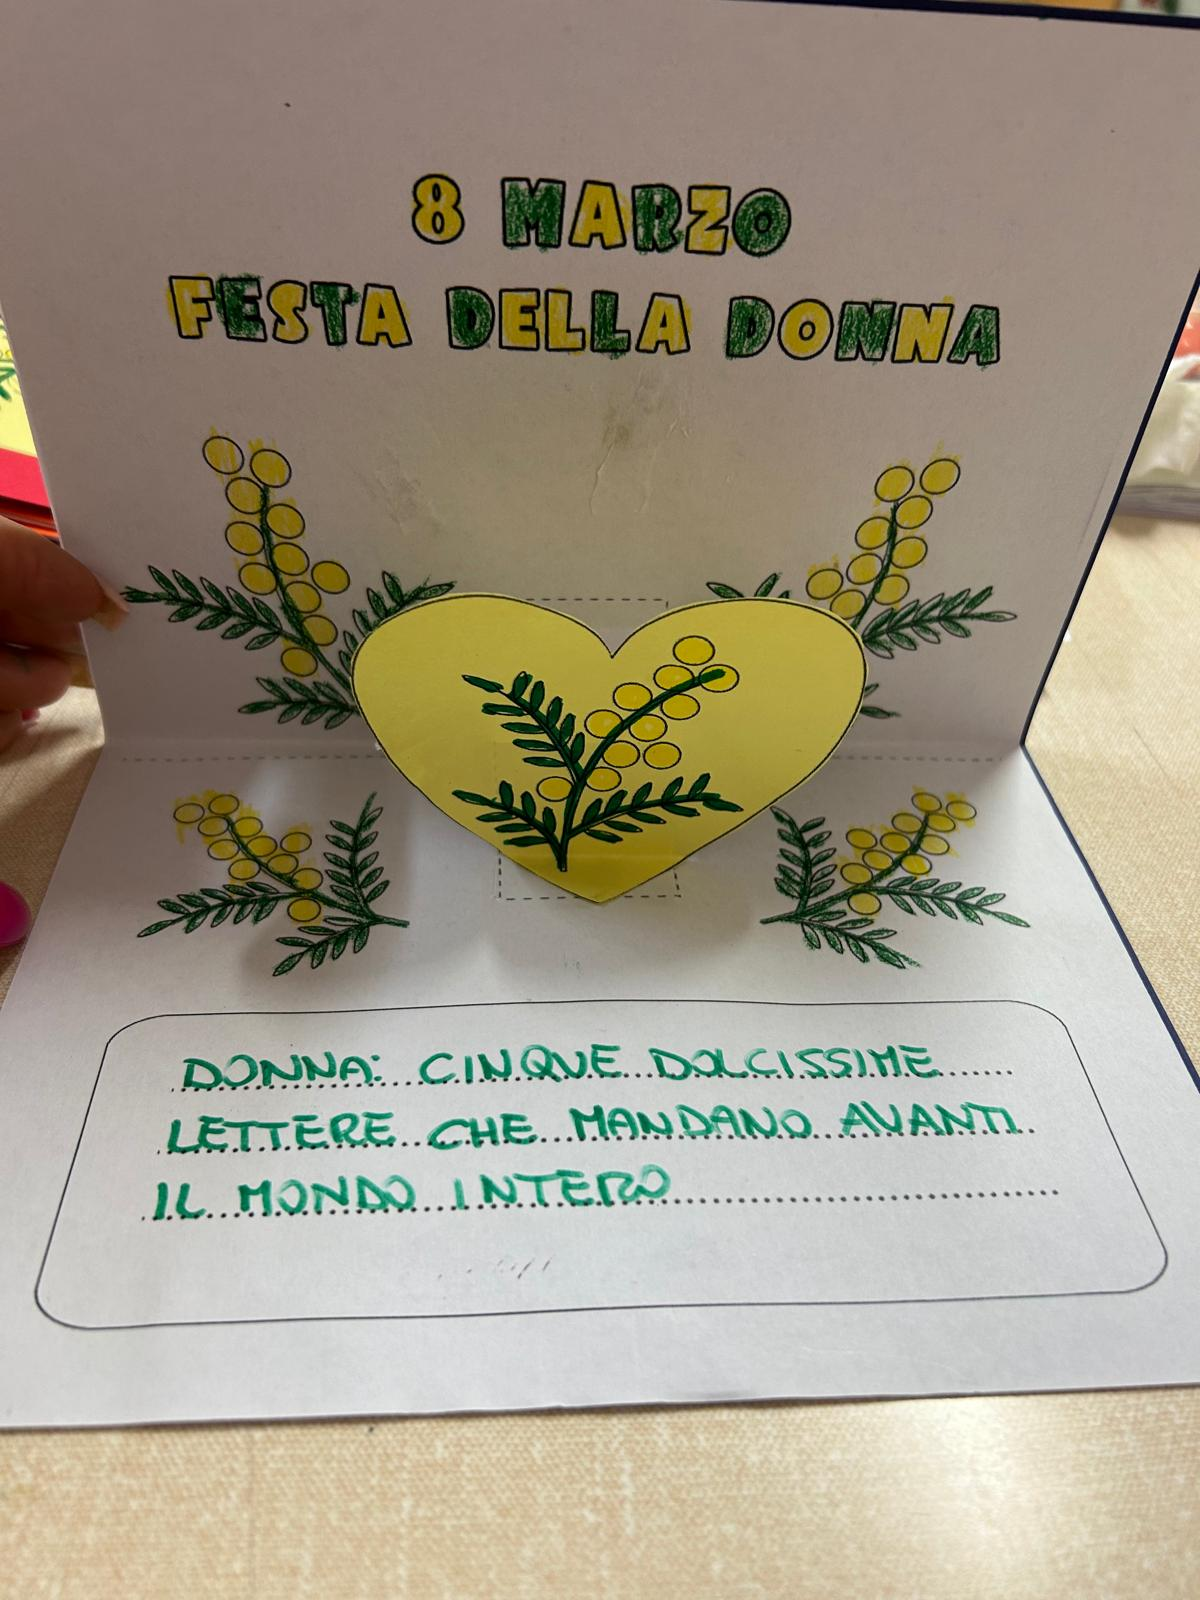 8 MARZO
FESTA DELLA DONNA
DONNA: CINQUE DOLCISSIME
LETTERE CHE MANDANO AVANTI
IL MONDO INTERO